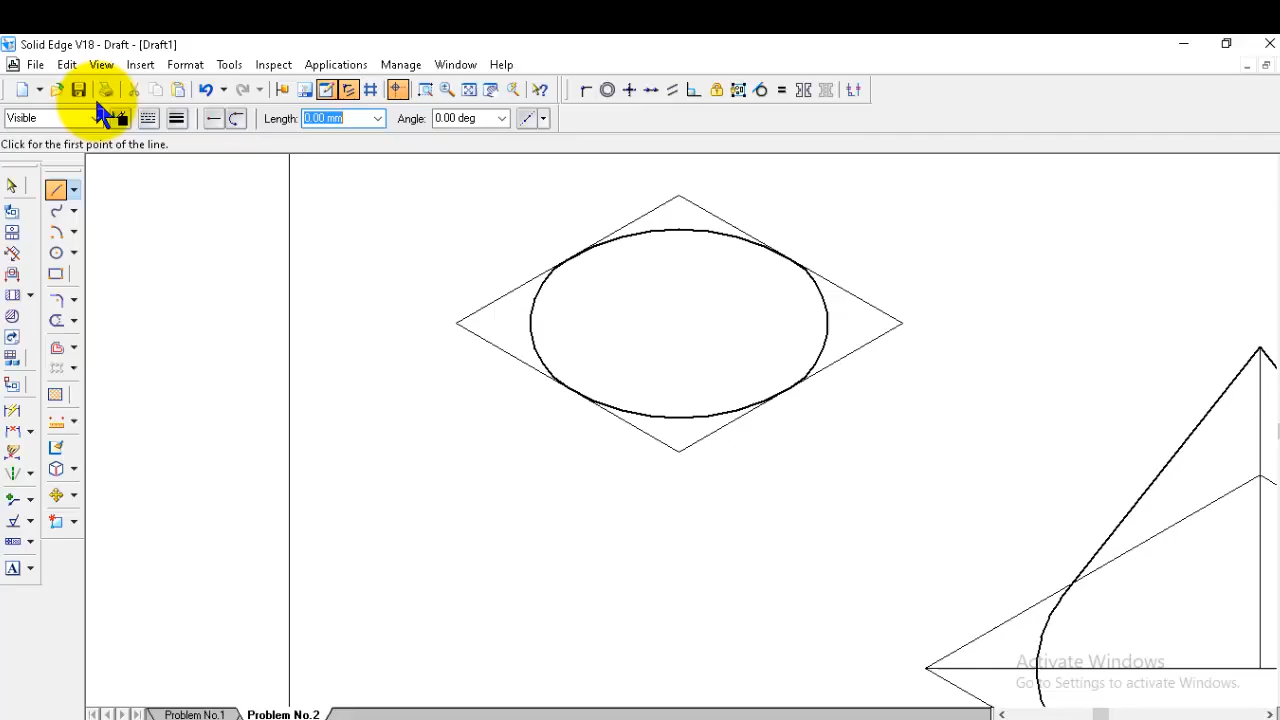 Solid Edge V18 - Draft - [Draft1]
File Edit View Insert Format Tools Inspect Applications Manage Window Help
Visible Length: 0.00 mm Angle: 0.00 deg
Click for the first point of the line.
A
Activate Windows
Go to Settings to activate Windows.
Problem No.1 Problem No.2